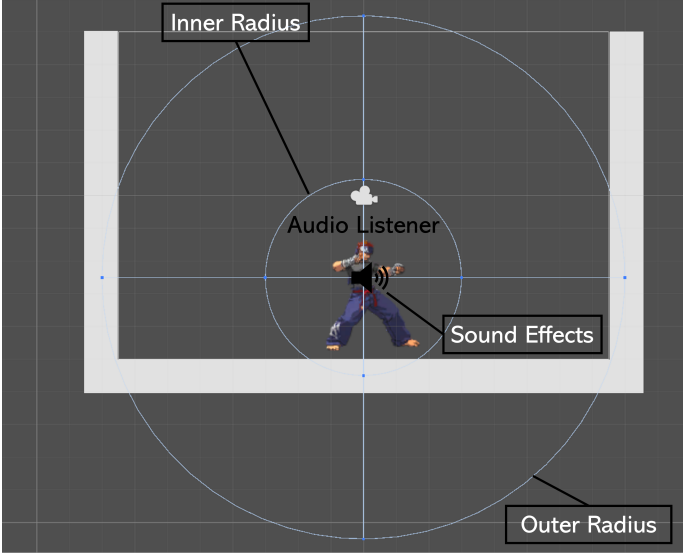 Inner Radius
Audio Listener
Sound Effects
Outer Radius